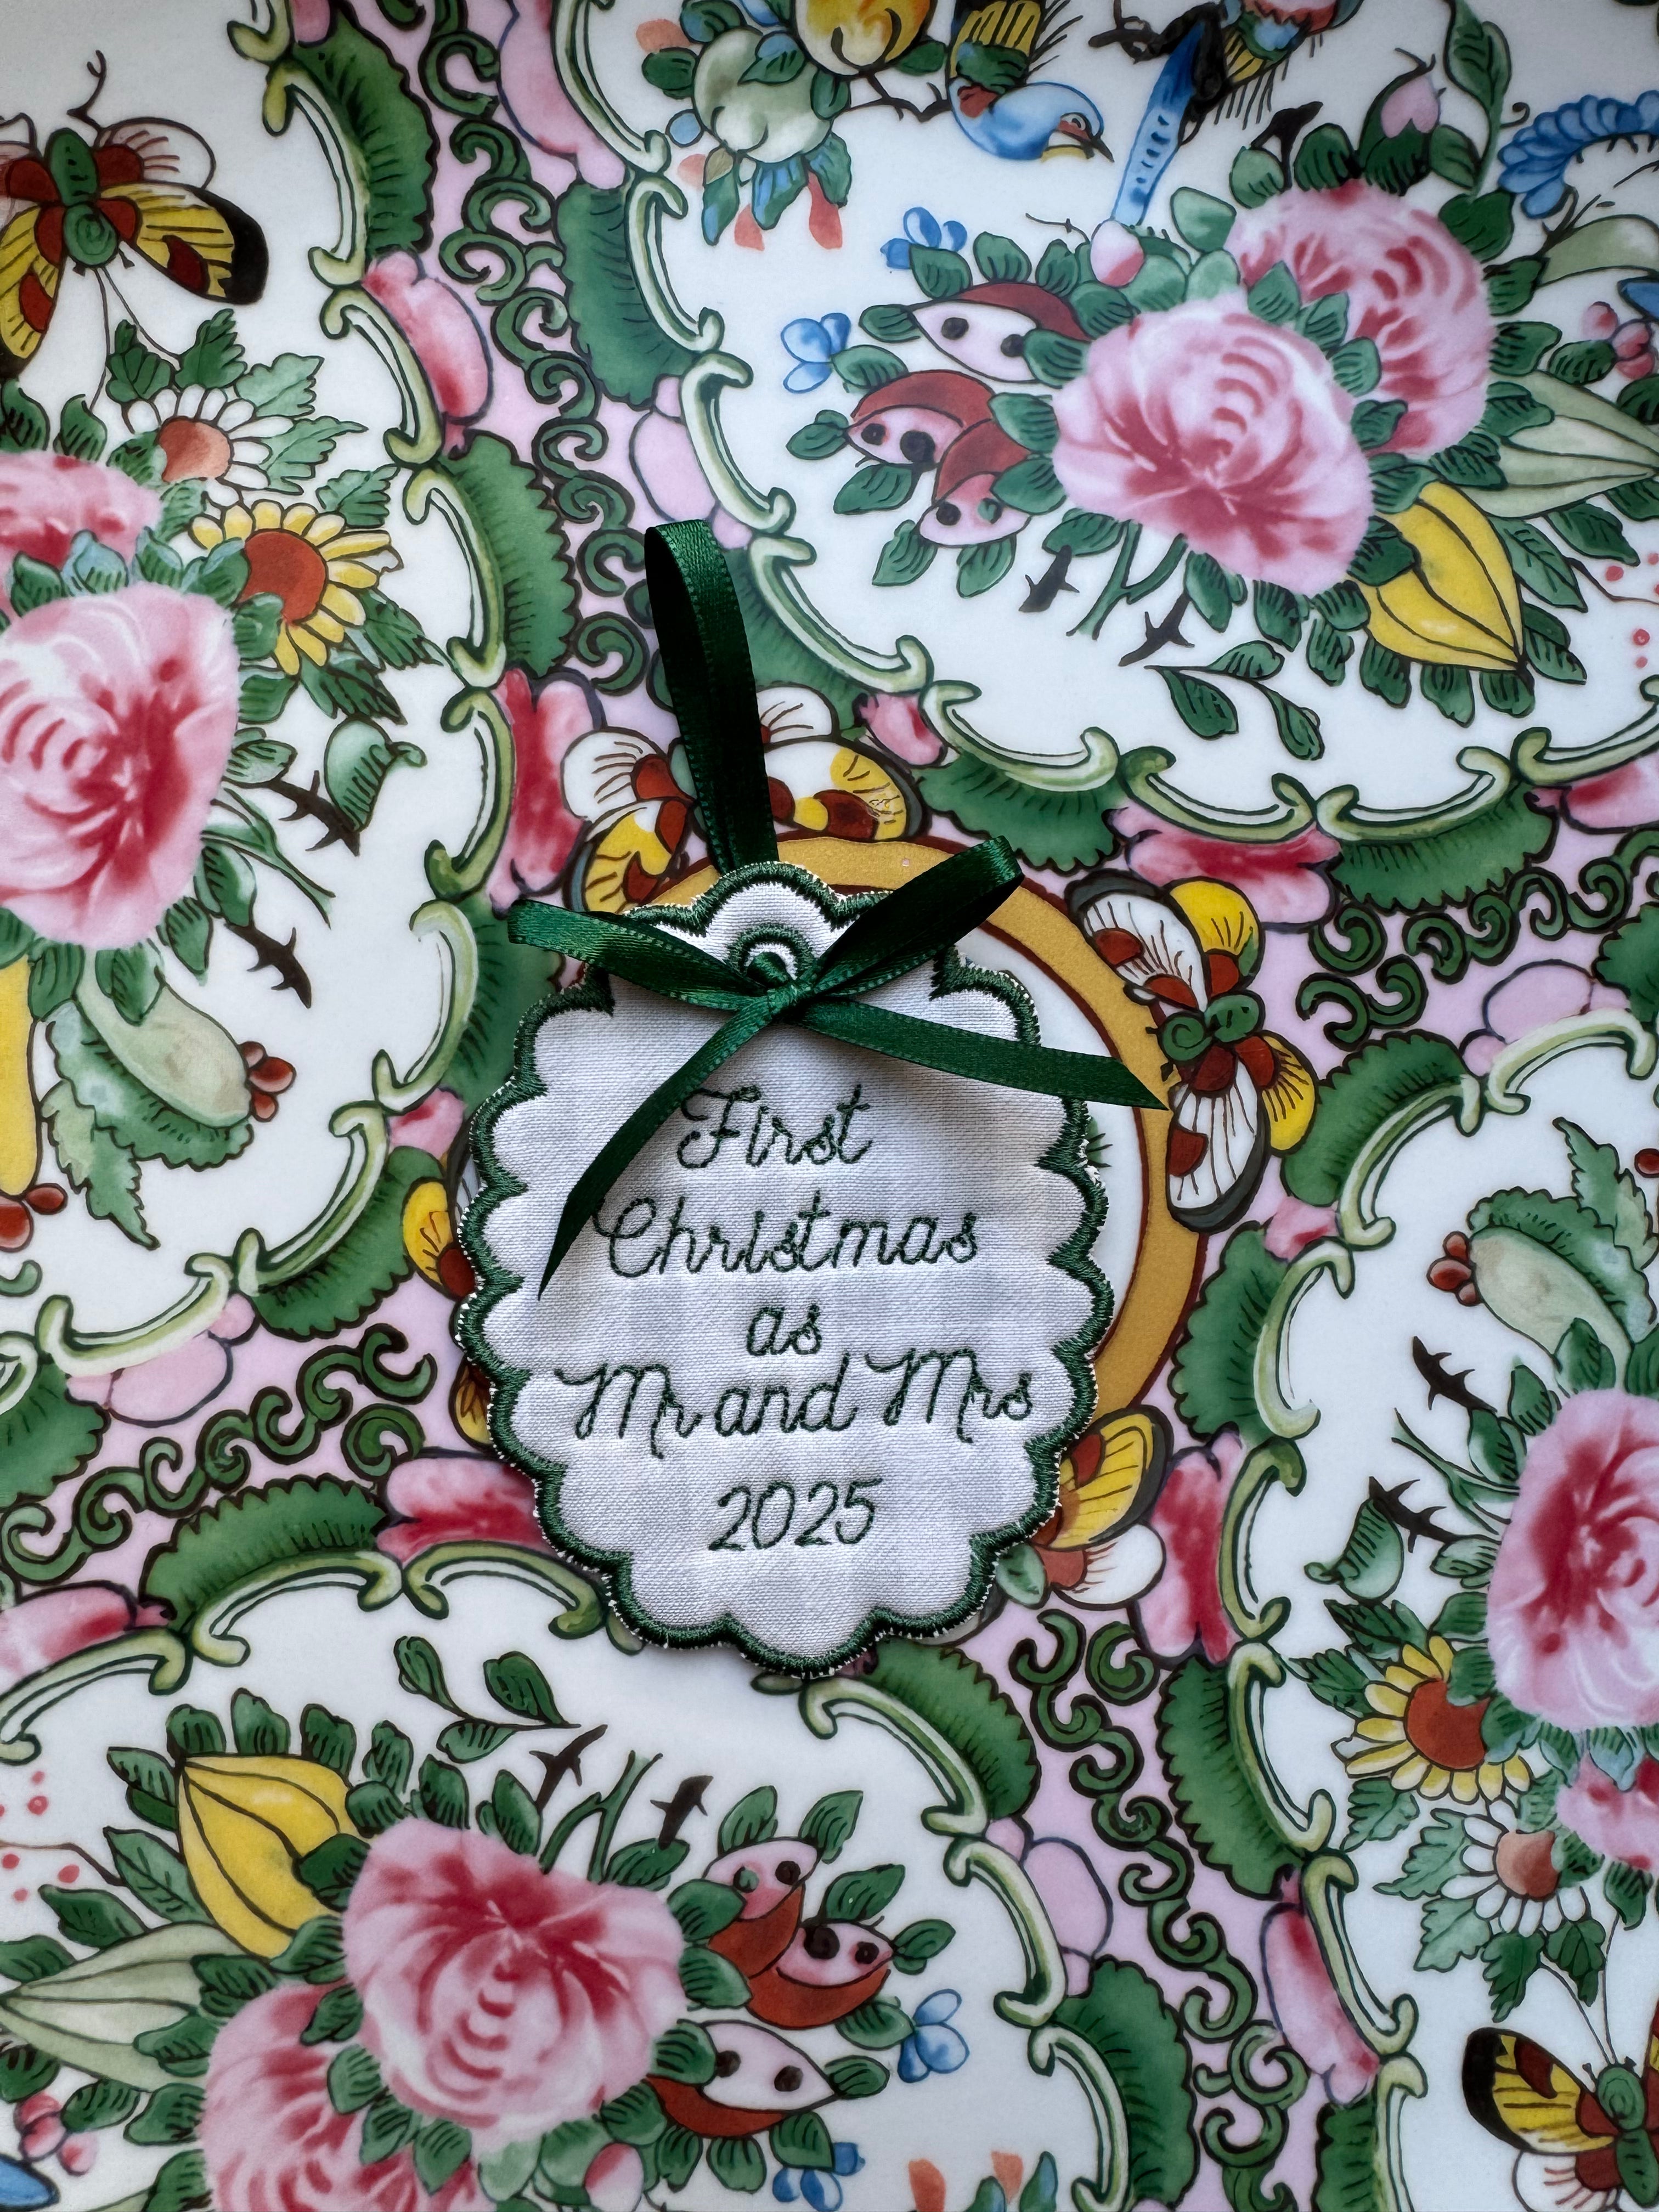 First
Christmas
as
Mr and Mrs
2025